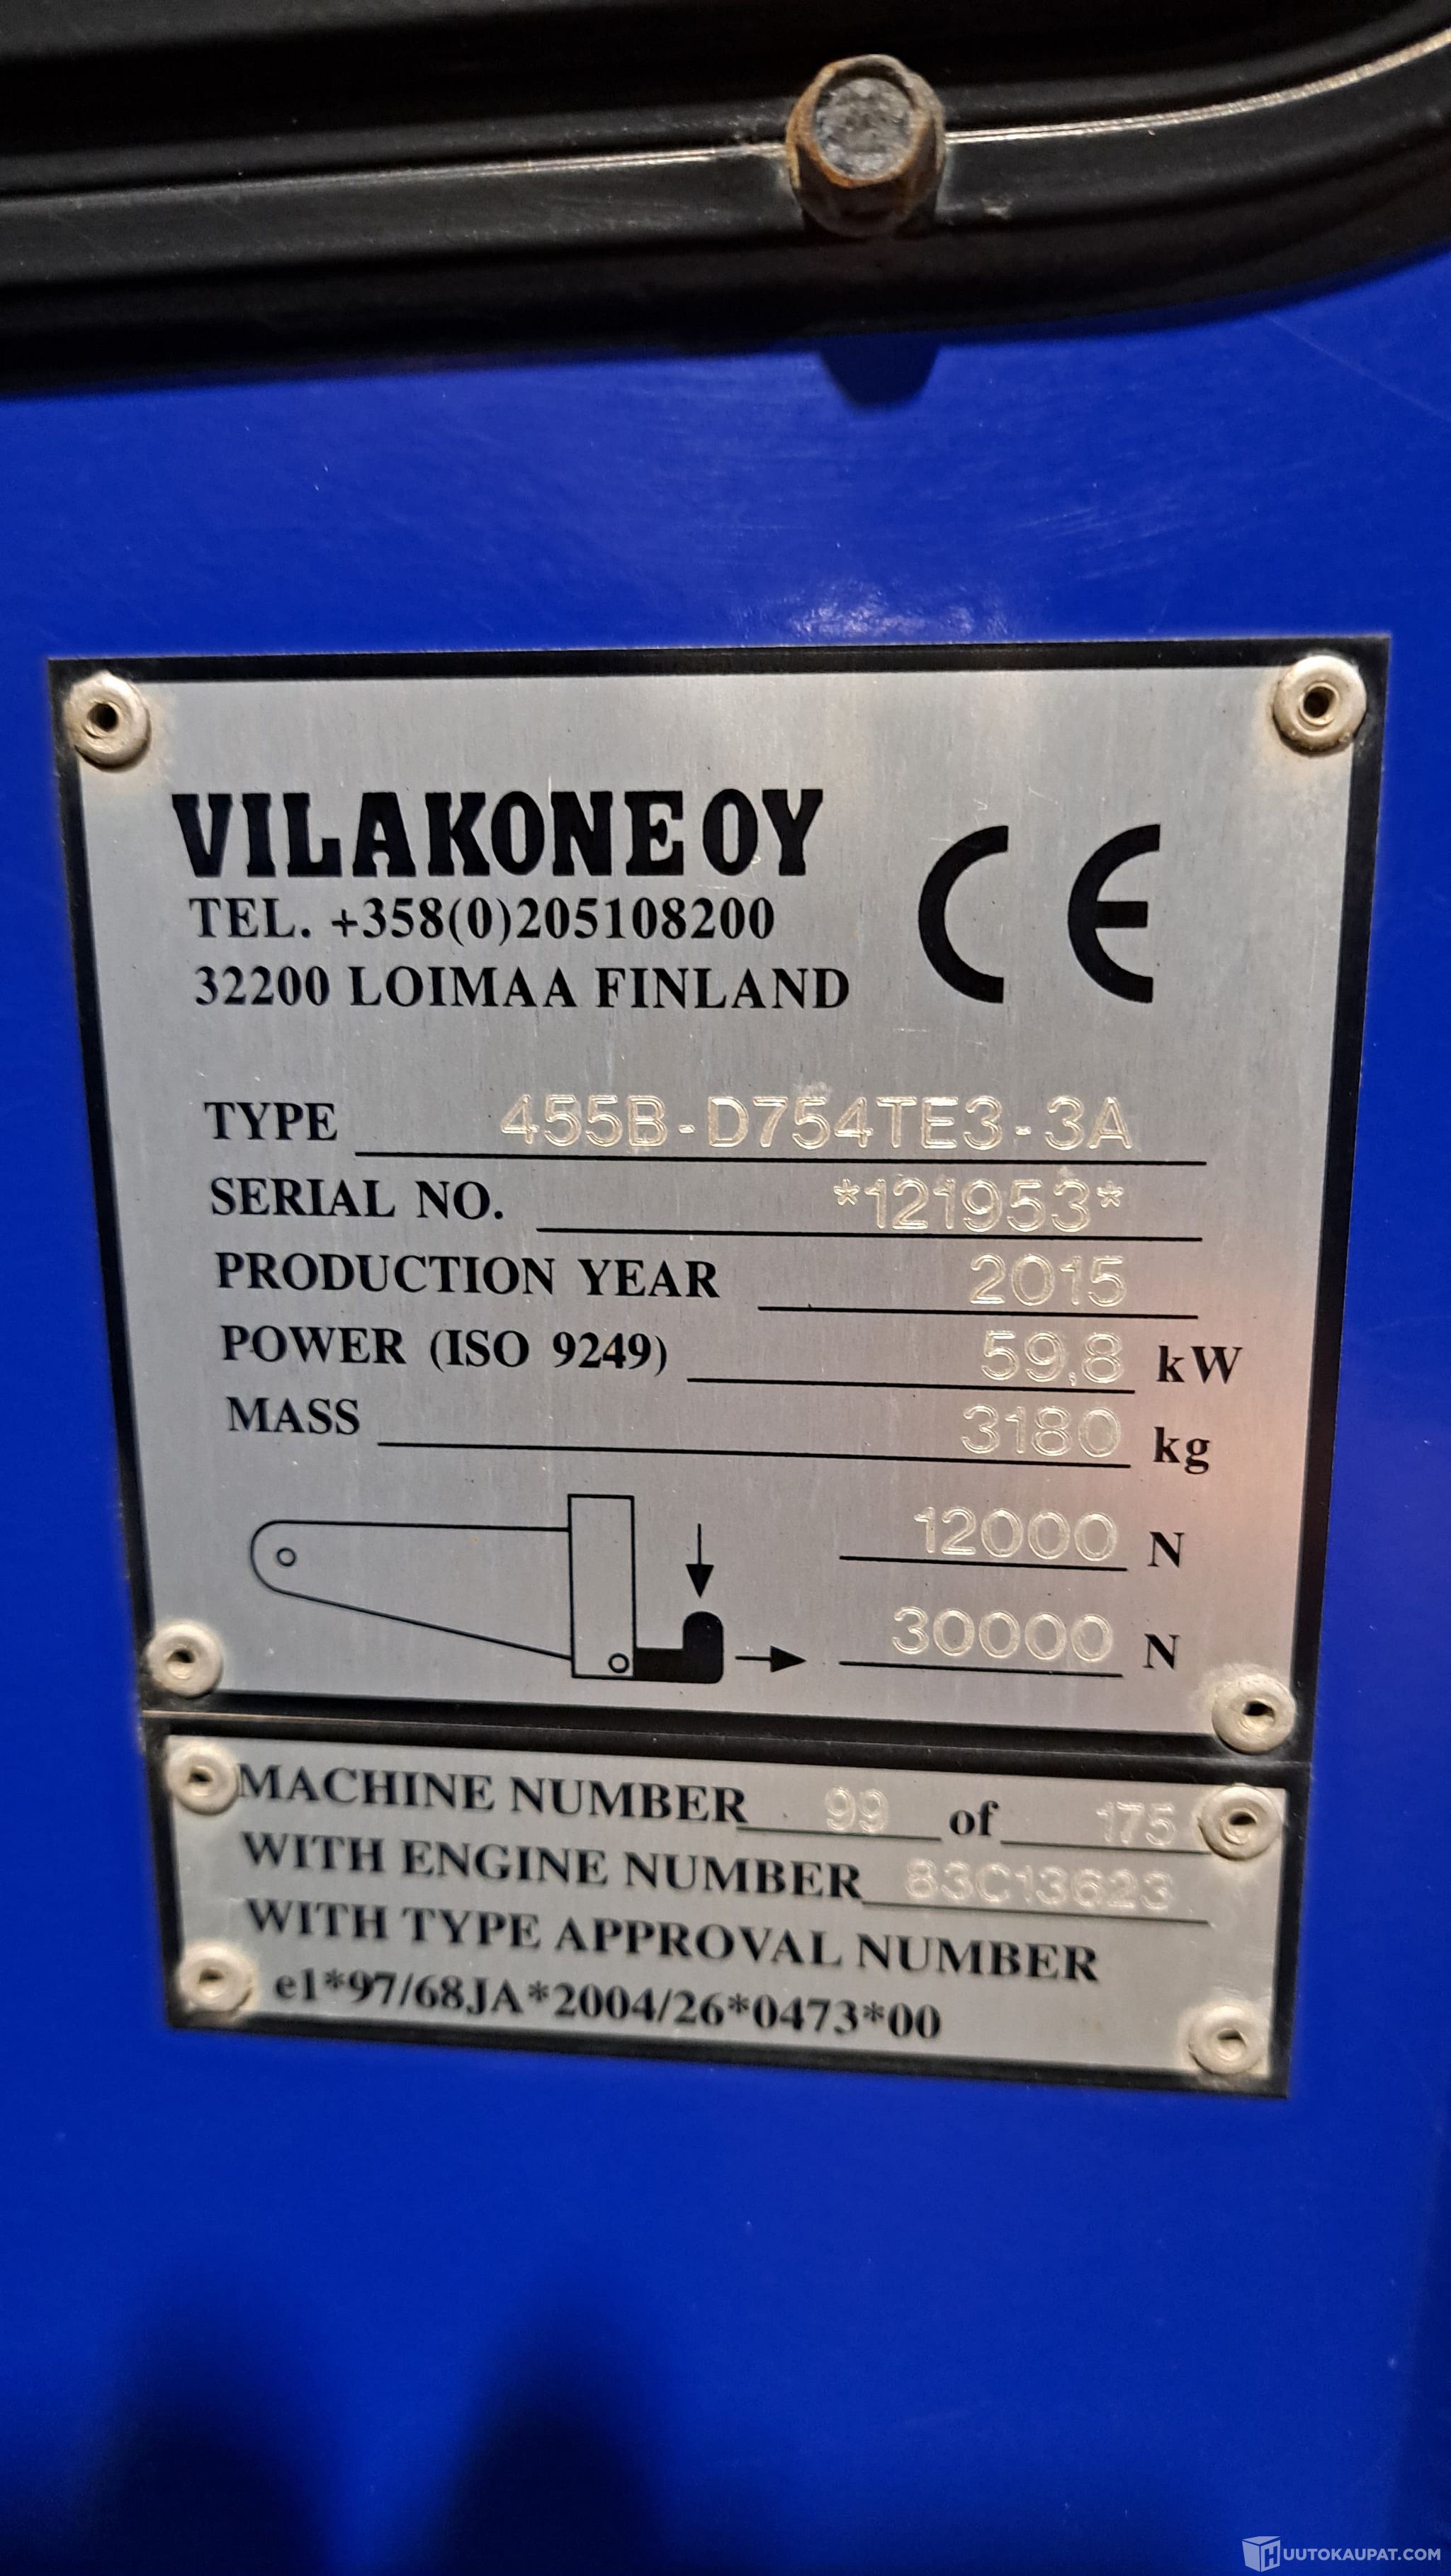 VILAKONE OY
TEL. +358(0)205108200
32200 LOIMAA FINLAND
CE
TYPE 455B-D754TE3-3A
SERIAL NO. *121953*
PRODUCTION YEAR 2015
POWER (ISO 9249) 59,8 kW
MASS 3180 kg
12000 N
30000 N
MACHINE NUMBER 99 of 175
WITH ENGINE NUMBER 83C13623
WITH TYPE APPROVAL NUMBER
e1*97/68JA*2004/26*0473*00
HUUTOKAUPAT.COM